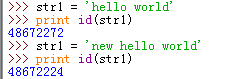 >>> str1 = 'hello world'
>>> print id(str1)
48672272
>>> str1 = 'new hello world'
>>> print id(str1)
48672224